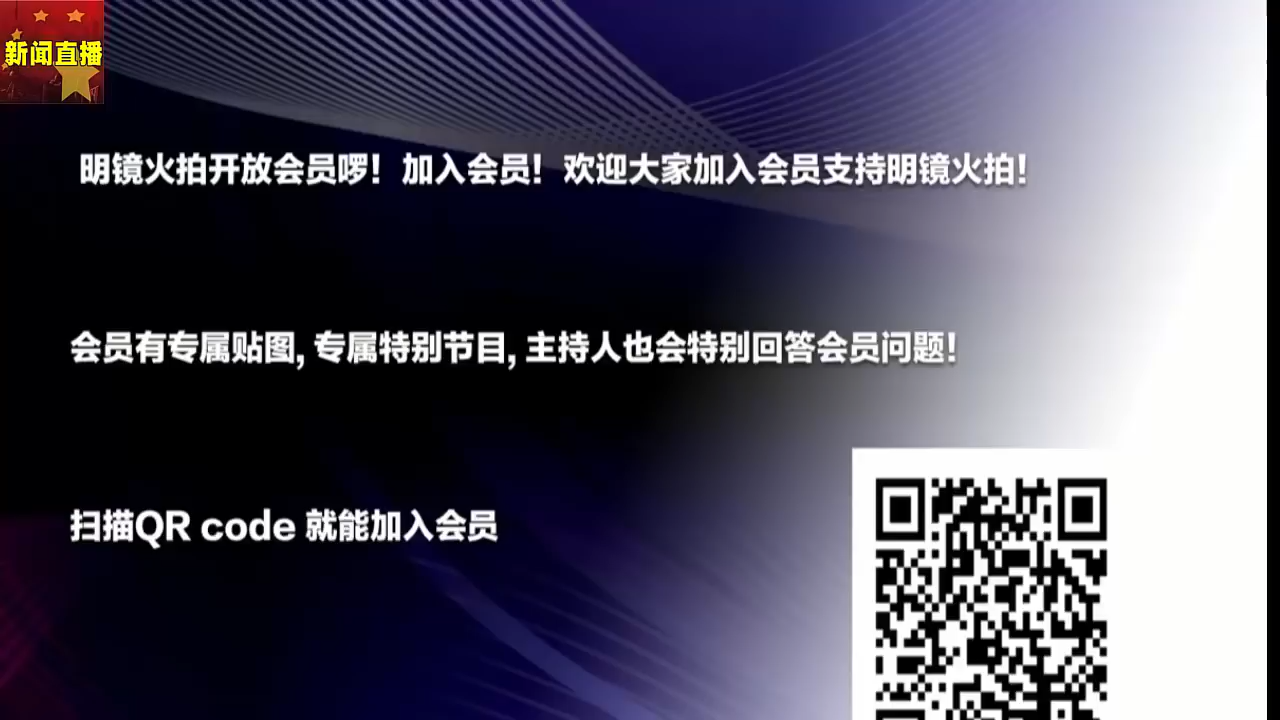 新闻直播
明镜火拍开放会员啰！加入会员！欢迎大家加入会员支持明镜火拍！
会员有专属贴图, 专属特别节目, 主持人也会特别回答会员问题！
扫描QR code 就能加入会员